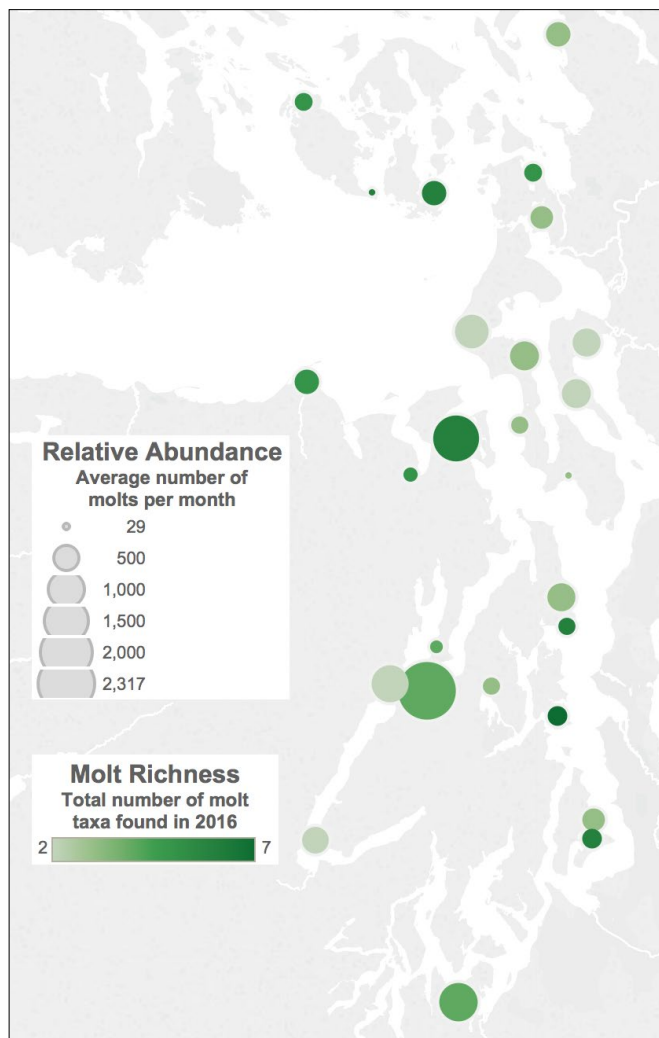 Relative Abundance
Average number of
molts per month
29
500
1,000
1,500
2,000
2,317
Molt Richness
Total number of molt
taxa found in 2016
2 7